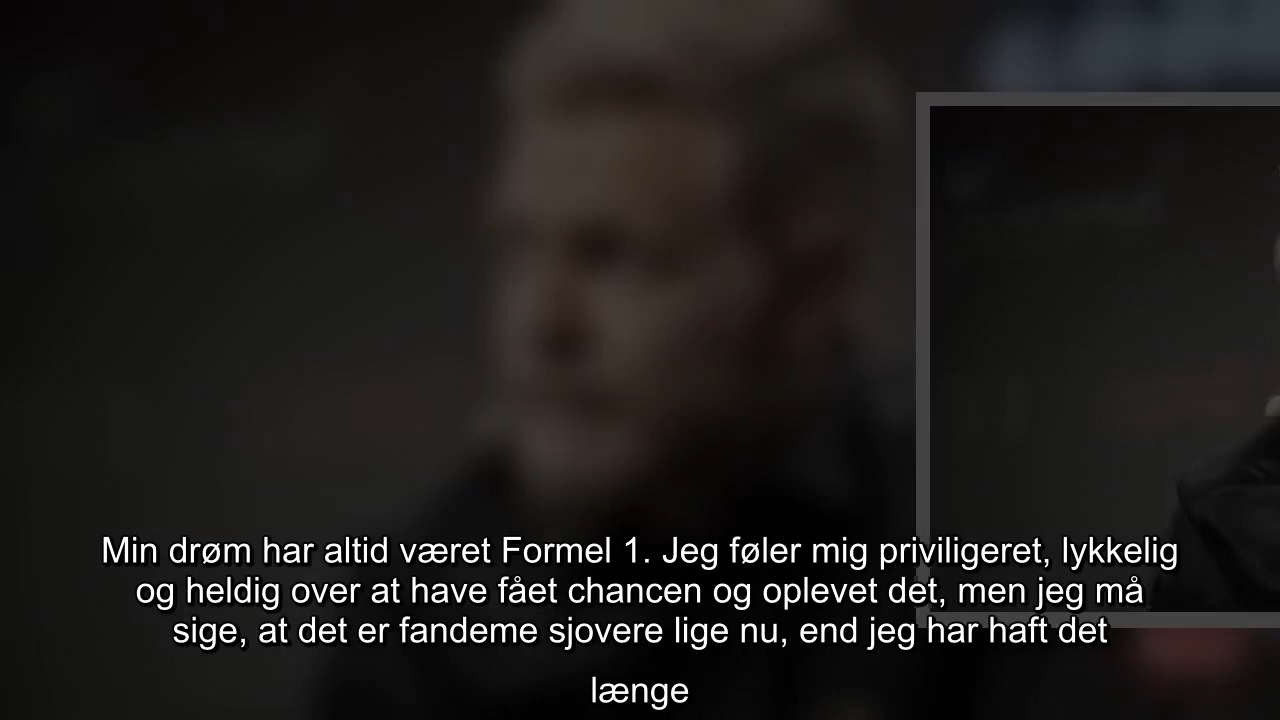 Min drøm har altid været Formel 1. Jeg føler mig priviligeret, lykkelig
og heldig over at have fået chancen og oplevet det, men jeg må
sige, at det er fandeme sjovere lige nu, end jeg har haft det
længe